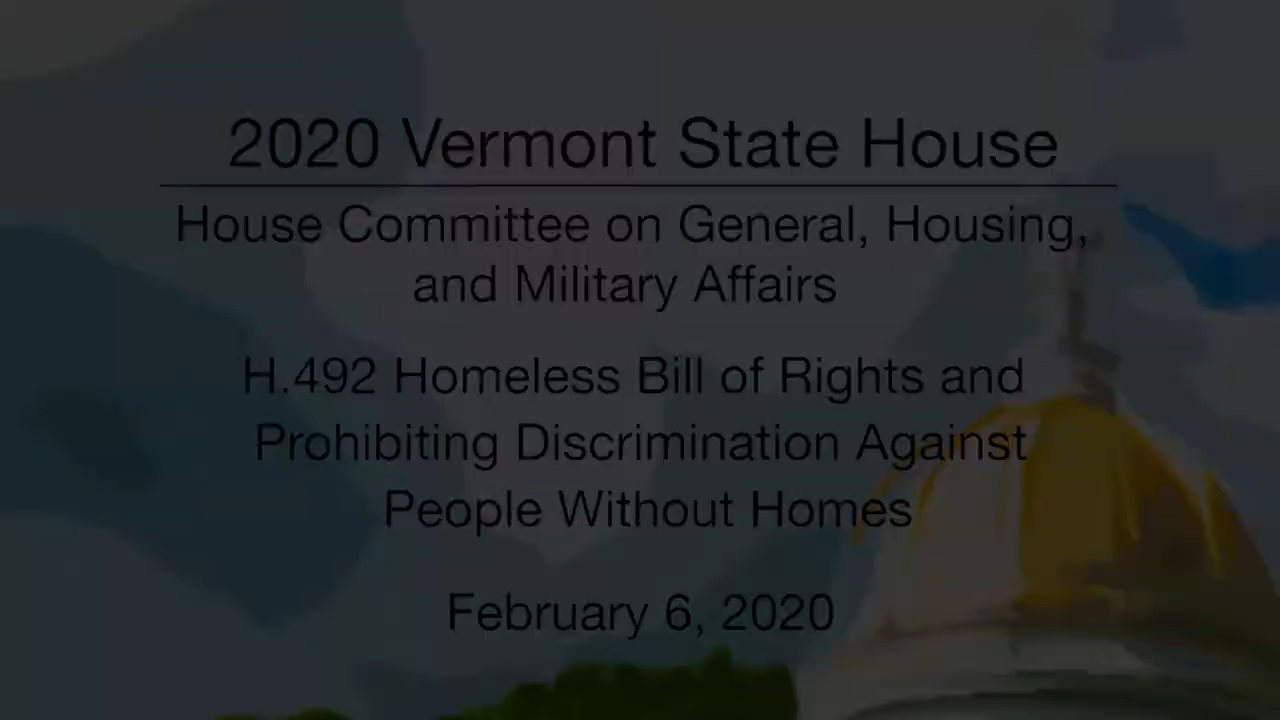 2020 Vermont State House
House Committee on General, Housing,
and Military Affairs
H.492 Homeless Bill of Rights and
Prohibiting Discrimination Against
People Without Homes
February 6, 2020